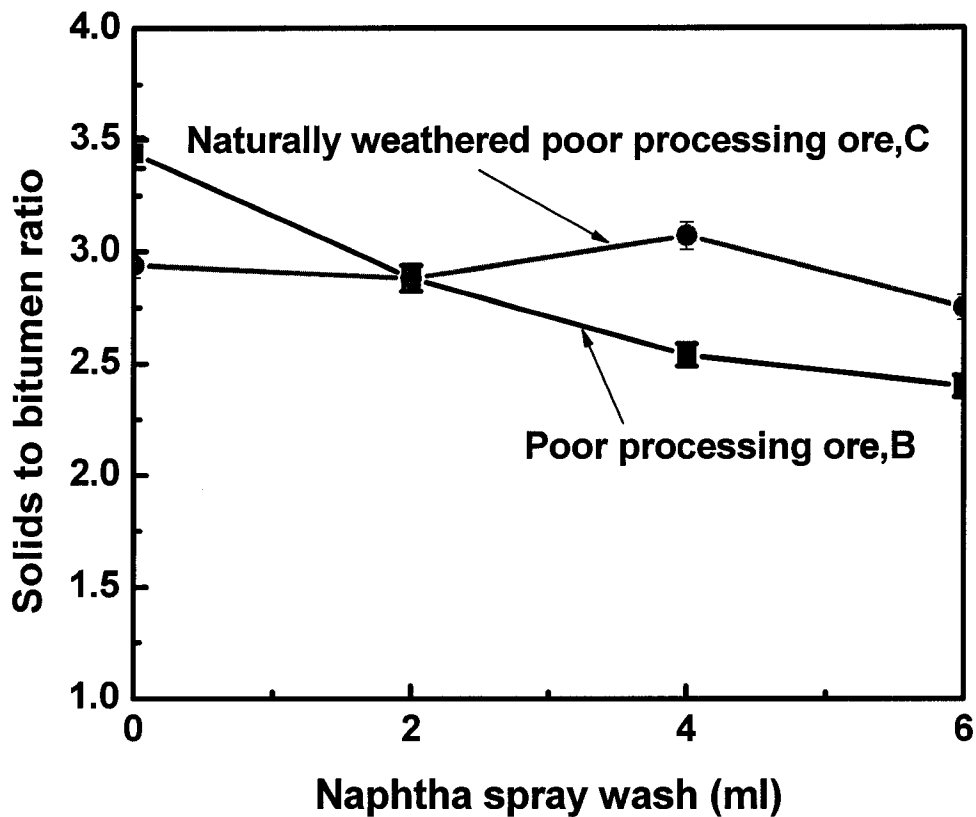 4.0
3.5
3.0
2.5
2.0
1.5
1.0
Solids to bitumen ratio
Naturally weathered poor processing ore,C
Poor processing ore,B
0 2 4 6
Naphtha spray wash (ml)